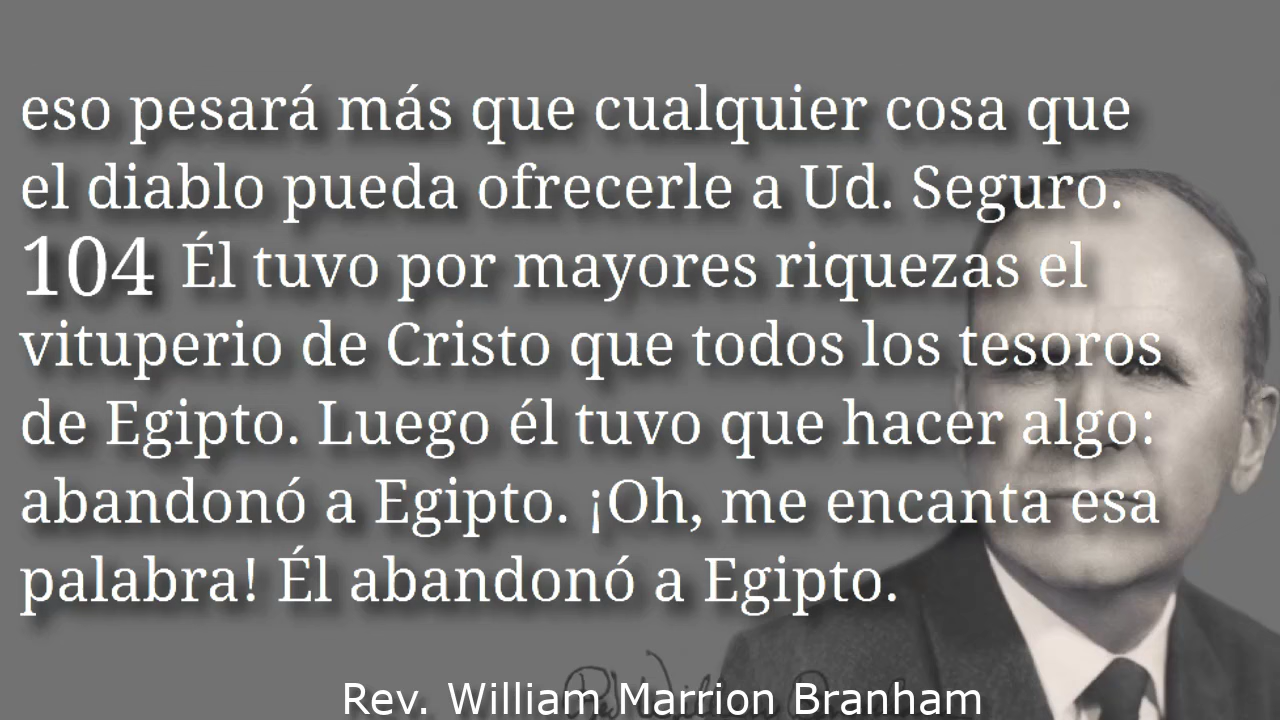 eso pesará más que cualquier cosa que
el diablo pueda ofrecerle a Ud. Seguro.
104 Él tuvo por mayores riquezas el
vituperio de Cristo que todos los tesoros
de Egipto. Luego él tuvo que hacer algo:
abandonó a Egipto. ¡Oh, me encanta esa
palabra! Él abandonó a Egipto.
Rev. William Marrion Branham